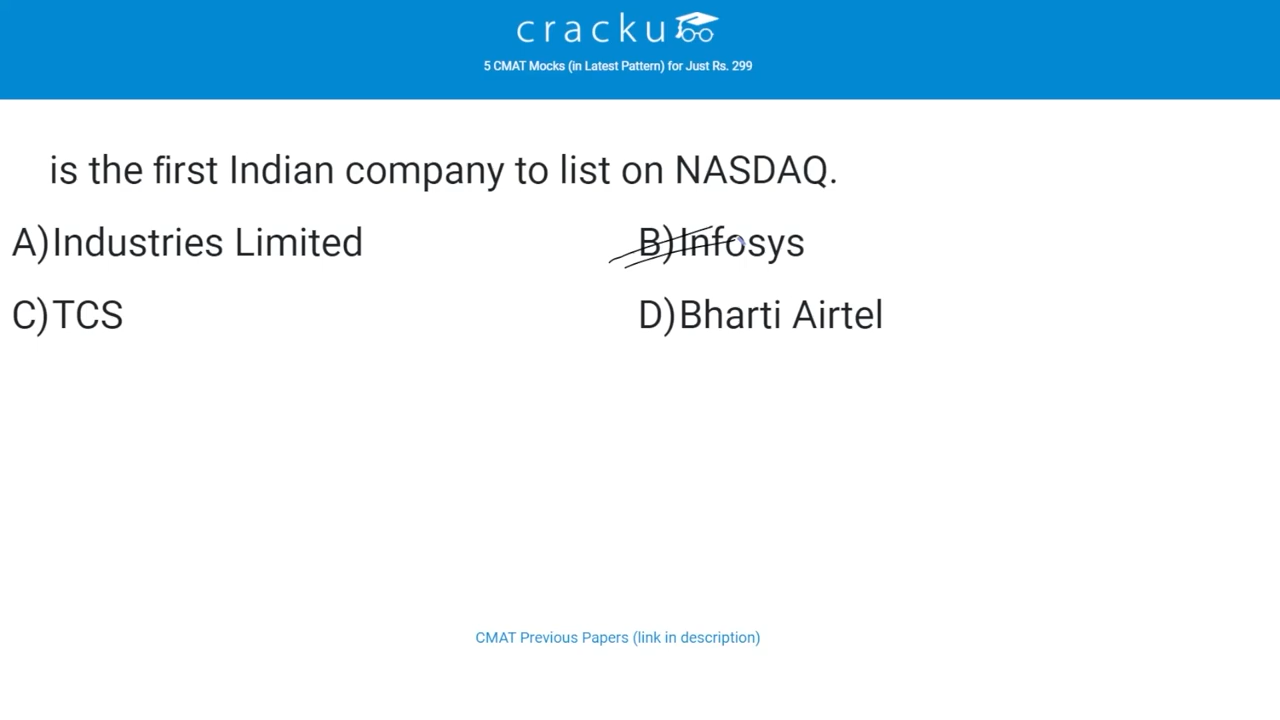 cracku
5 CMAT Mocks (in Latest Pattern) for Just Rs. 299
is the first Indian company to list on NASDAQ.
A)Industries Limited B)Infosys
C)TCS D)Bharti Airtel
CMAT Previous Papers (link in description)